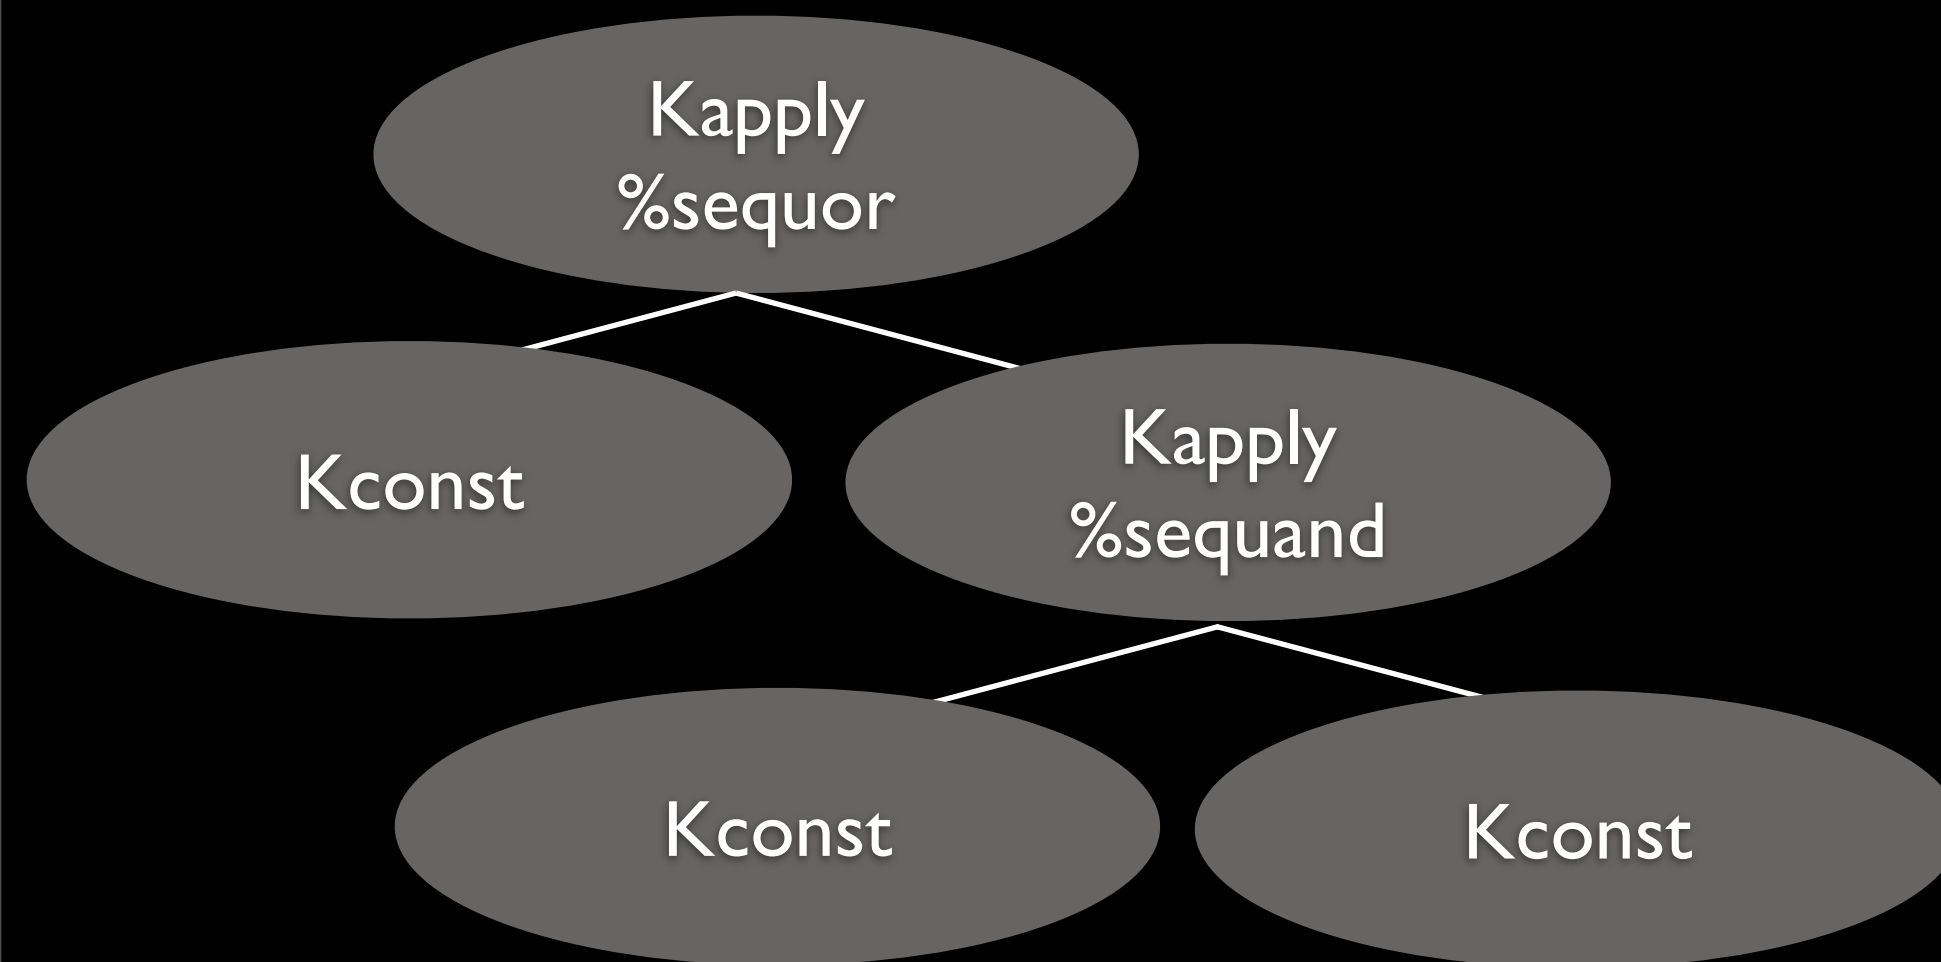 Kapply
%sequor
Kconst
Kapply
%sequand
Kconst
Kconst